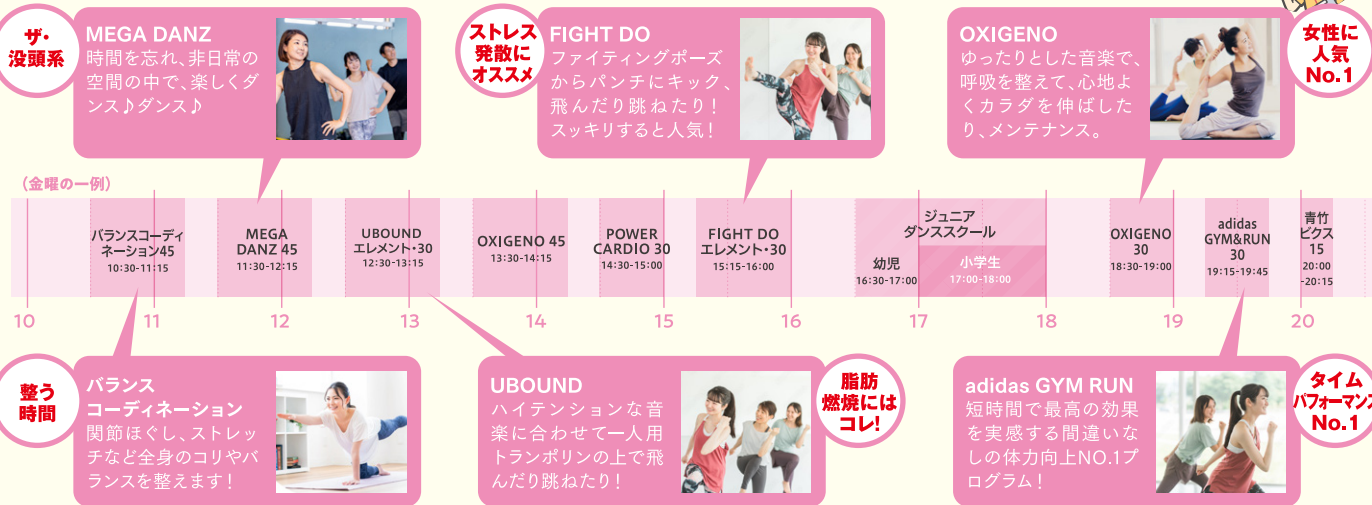 ザ・
没頭系
MEGA DANZ
時間を忘れ、非日常の
空間の中で、楽しくダ
ンス♪ダンス♪
ストレス
発散に
オススメ
FIGHT DO
ファイティングポーズ
からパンチにキック、
飛んだり跳ねたり！
スッキリすると人気！
OXIGENO
ゆったりとした音楽で、
呼吸を整えて、心地よ
くカラダを伸ばした
り、メンテナンス。
女性に
人気
No.1
(金曜の一例)
バランスコーディ
ネーション45
10:30-11:15
MEGA
DANZ 45
11:30-12:15
UBOUND
エレメント・30
12:30-13:15
OXIGENO 45
13:30-14:15
POWER
CARDIO 30
14:30-15:00
FIGHT DO
エレメント・30
15:15-16:00
ジュニア
ダンススクール
幼児
16:30-17:00
小学生
17:00-18:00
OXIGENO
30
18:30-19:00
adidas
GYM&RUN
30
19:15-19:45
青竹
ビクス
15
20:00
-20:15
10 11 12 13 14 15 16 17 18 19 20
整う
時間
バランス
コーディネーション
関節ほぐし、ストレッ
チなど全身のコリやバ
ランスを整えます！
UBOUND
ハイテンションな音
楽に合わせて一人用
トランポリンの上で飛
んだり跳ねたり！
脂肪
燃焼には
コレ!
adidas GYM RUN
短時間で最高の効果
を実感する間違いな
しの体力向上NO.1プ
ログラム！
タイム
パフォーマンス
No.1